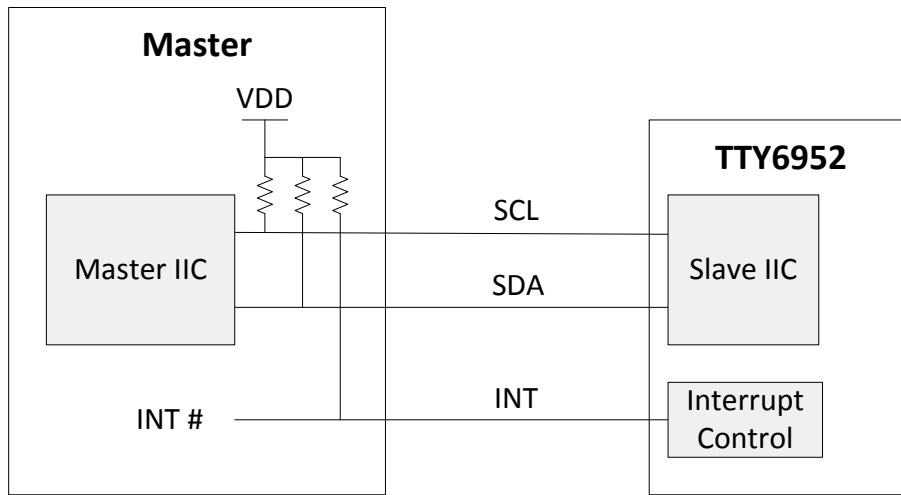 Master
VDD
TTY6952
SCL
Master IIC
Slave IIC
SDA
INT #
INT
Interrupt
Control